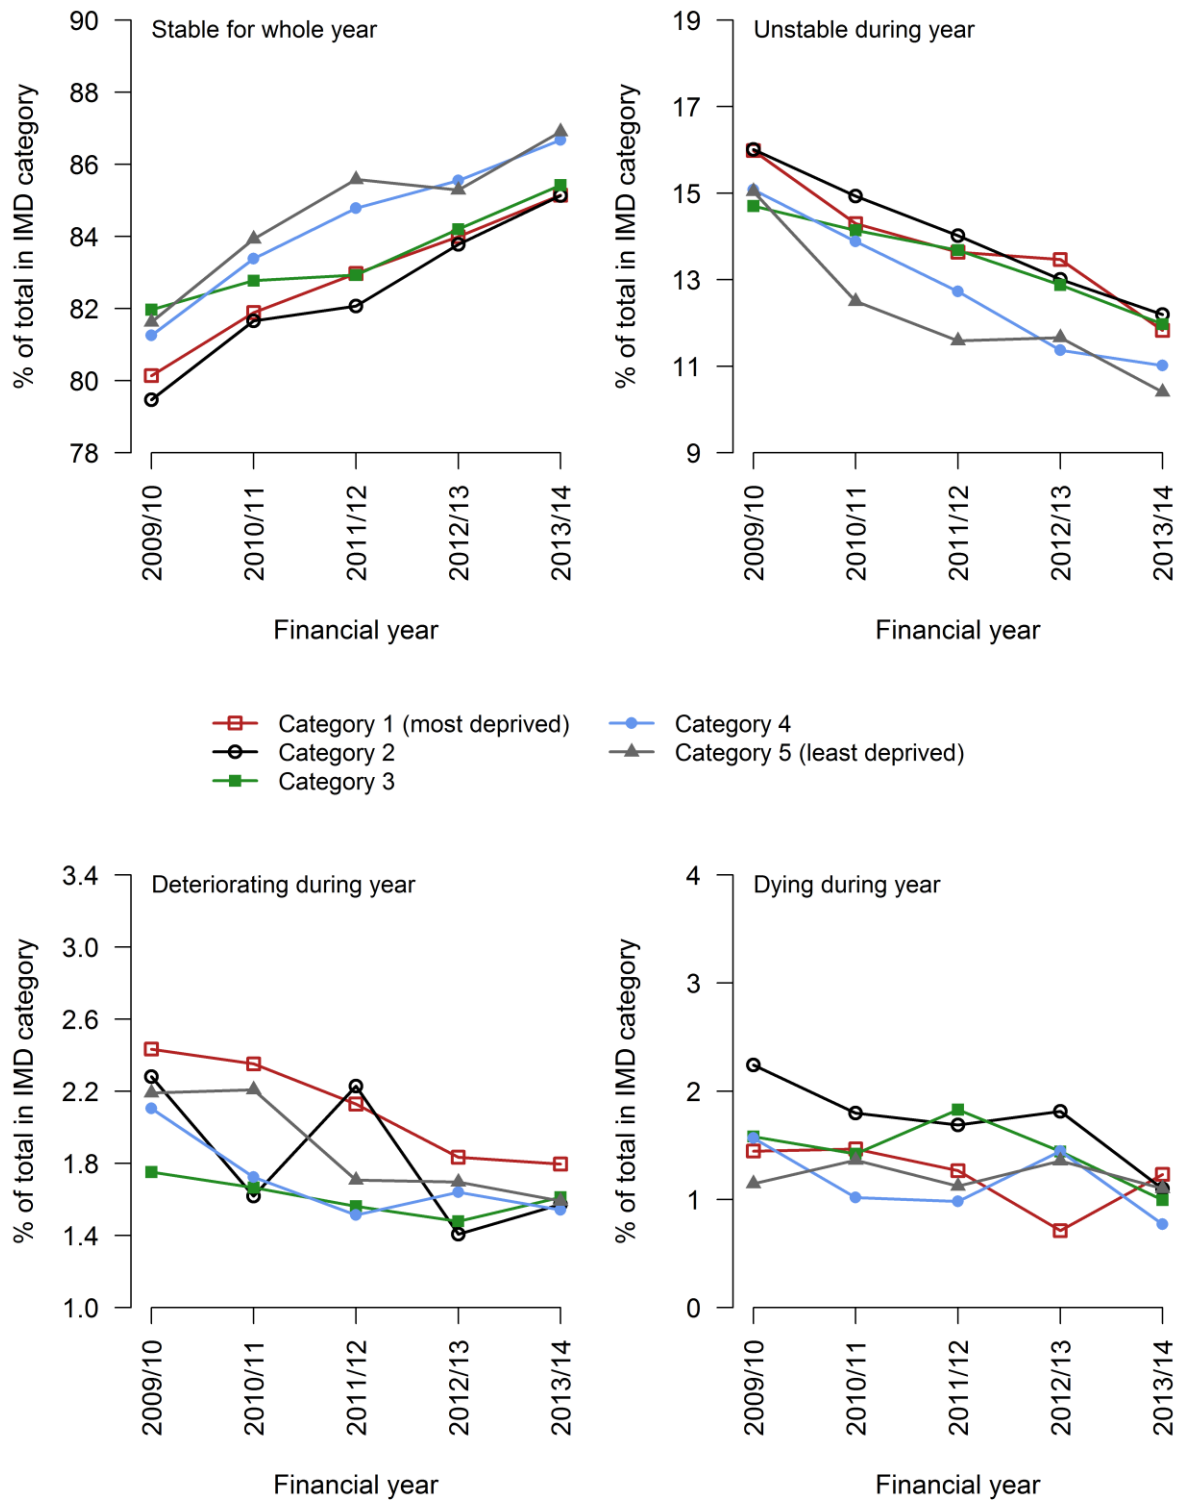 Stable for whole year
% of total in IMD category
90
88
86
84
82
80
78
2009/10
2010/11
2011/12
2012/13
2013/14
Financial year
Unstable during year
% of total in IMD category
19
17
15
13
11
9
2009/10
2010/11
2011/12
2012/13
2013/14
Financial year
Category 1 (most deprived)
Category 2
Category 3
Category 4
Category 5 (least deprived)
Deteriorating during year
% of total in IMD category
3.4
3.0
2.6
2.2
1.8
1.4
1.0
2009/10
2010/11
2011/12
2012/13
2013/14
Financial year
Dying during year
% of total in IMD category
4
3
2
1
0
2009/10
2010/11
2011/12
2012/13
2013/14
Financial year